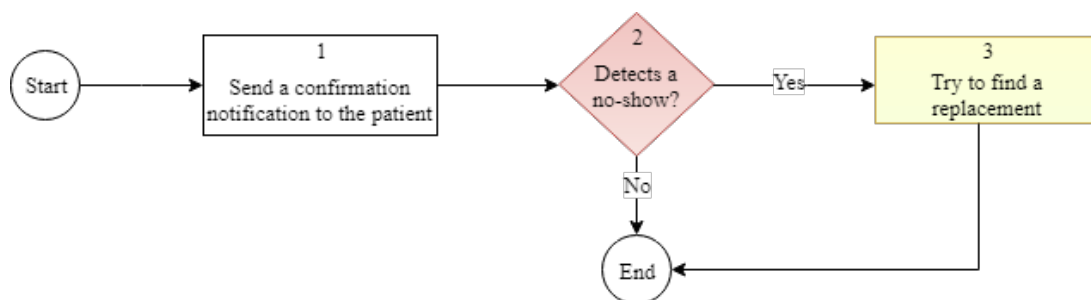 Start
1
Send a confirmation
notification to the patient
2
Detects a
no-show?
Yes
3
Try to find a
replacement
No
End